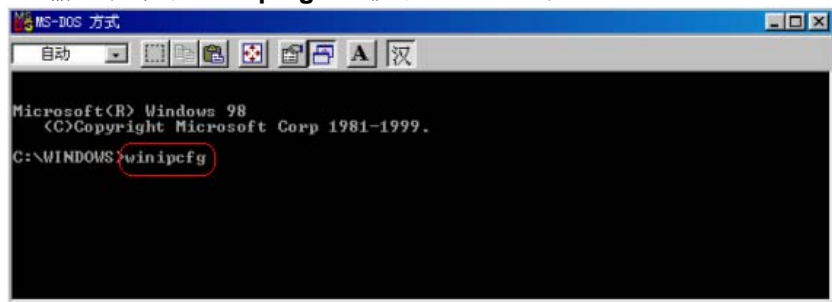 MS-DOS 方式
自动
A 汉
Microsoft(R) Windows 98
(C)Copyright Microsoft Corp 1981-1999.
C:\WINDOWS>winipcfg